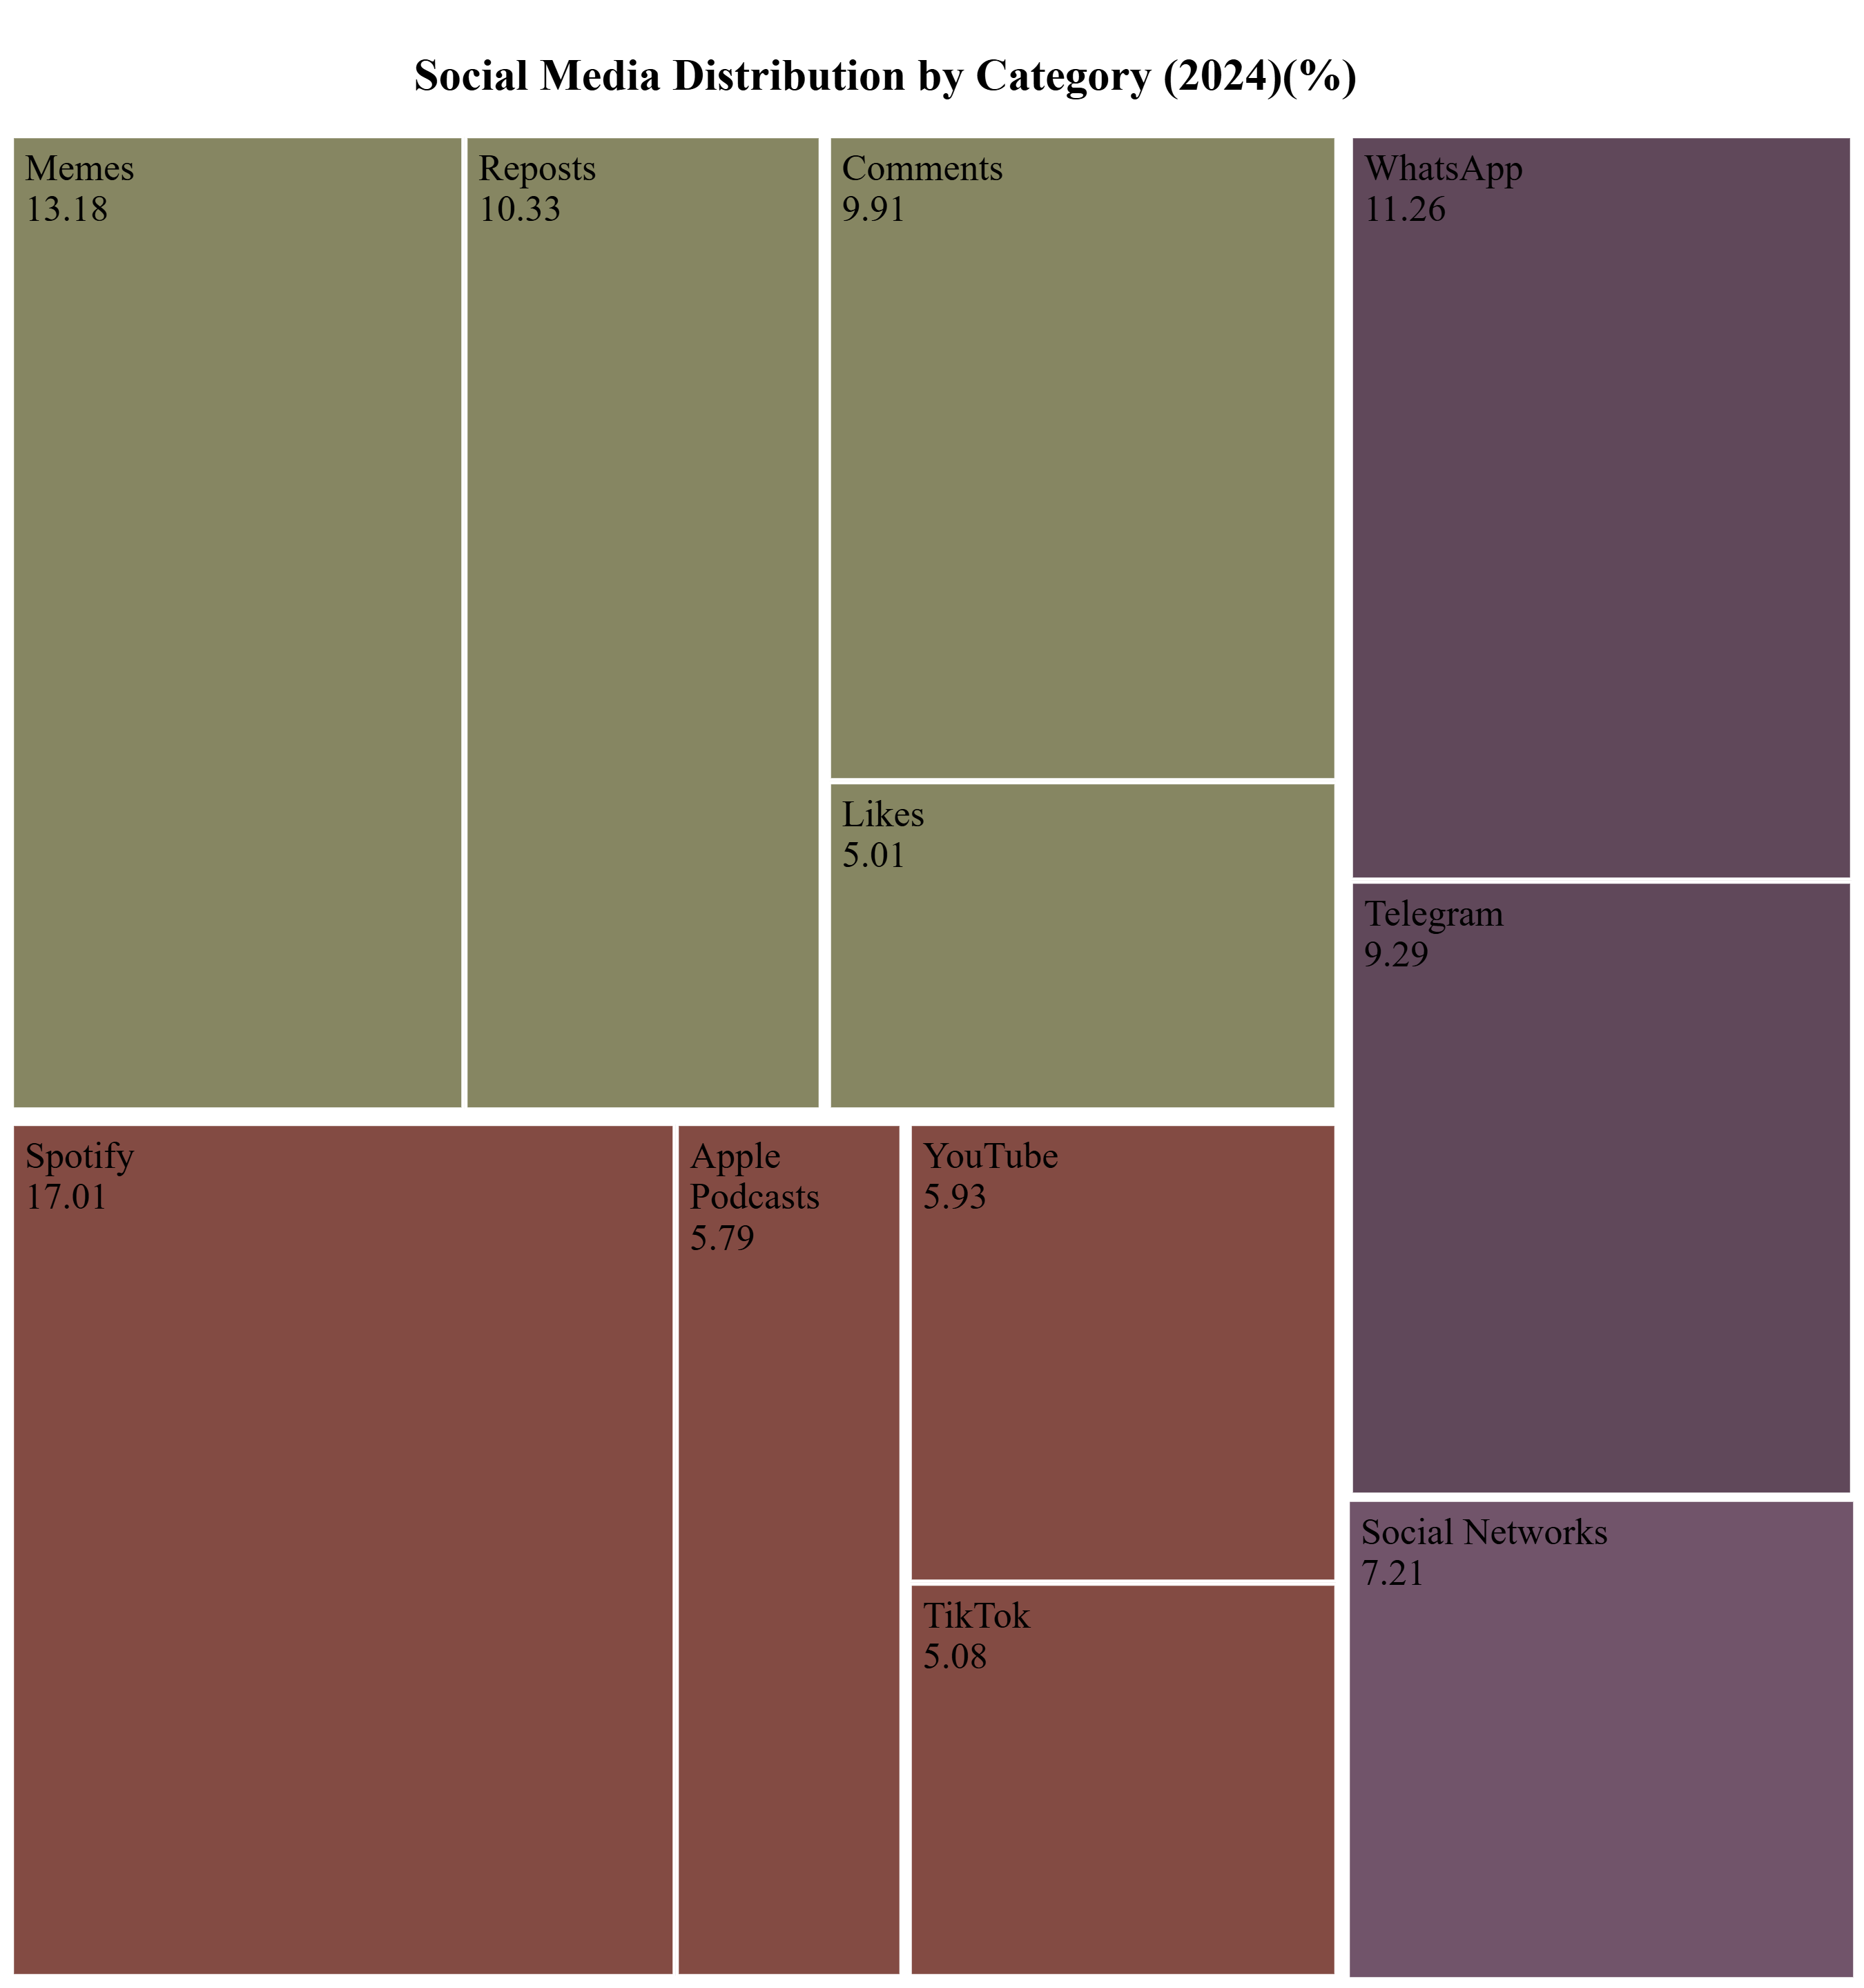 Social Media Distribution by Category (2024)(%)
Memes
13.18
Reposts
10.33
Comments
9.91
Likes
5.01
WhatsApp
11.26
Telegram
9.29
Spotify
17.01
Apple
Podcasts
5.79
YouTube
5.93
TikTok
5.08
Social Networks
7.21